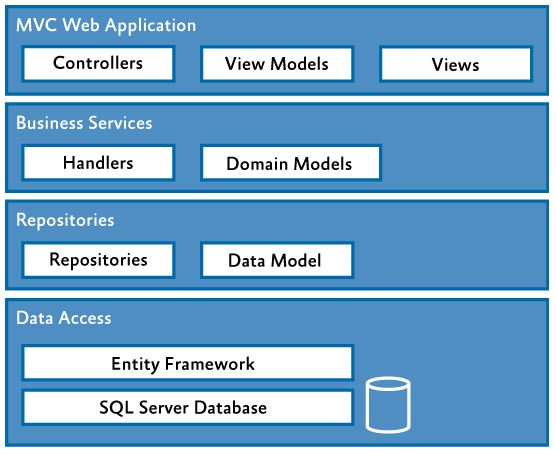 MVC Web Application
Controllers
View Models
Views
Business Services
Handlers
Domain Models
Repositories
Repositories
Data Model
Data Access
Entity Framework
SQL Server Database